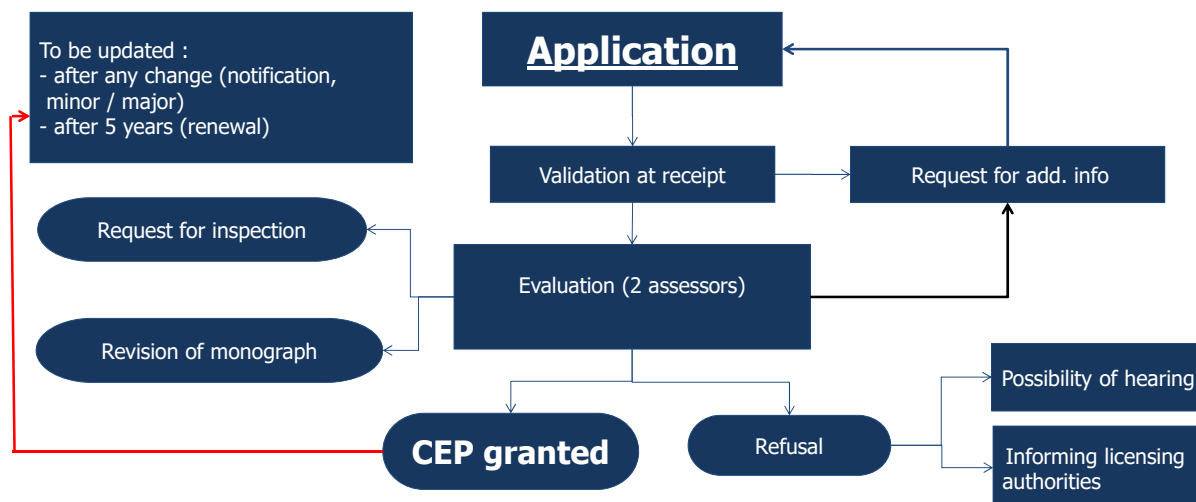 To be updated :
- after any change (notification,
minor / major)
- after 5 years (renewal)
Application
Validation at receipt
Request for add. info
Request for inspection
Evaluation (2 assessors)
Revision of monograph
CEP granted
Refusal
Possibility of hearing
Informing licensing
authorities